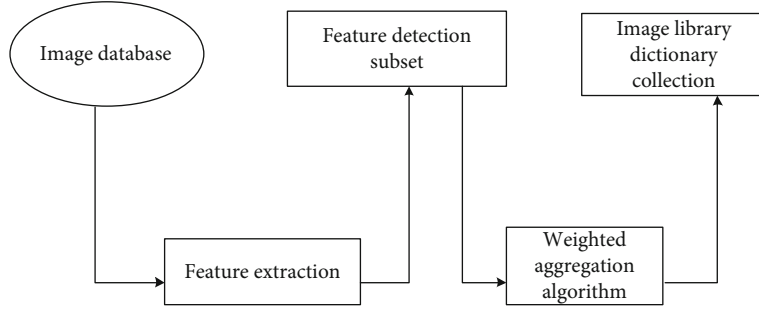 Image database
Feature detection
subset
Image library
dictionary
collection
Feature extraction
Weighted
aggregation
algorithm